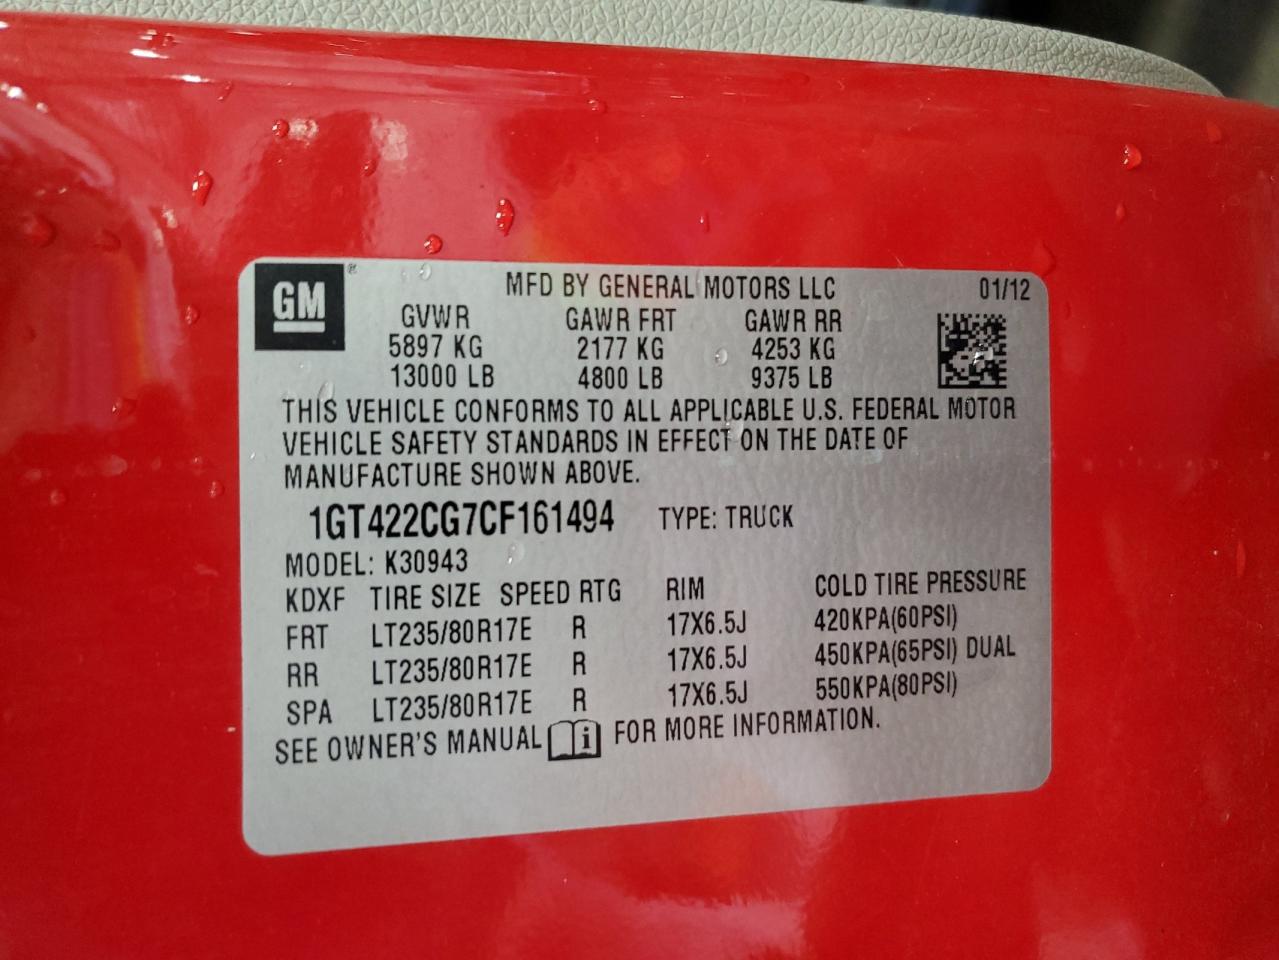 GM®
MFD BY GENERAL MOTORS LLC 01/12
GVWR GAWR FRT GAWR RR
5897 KG 2177 KG 4253 KG
13000 LB 4800 LB 9375 LB
THIS VEHICLE CONFORMS TO ALL APPLICABLE U.S. FEDERAL MOTOR
VEHICLE SAFETY STANDARDS IN EFFECT ON THE DATE OF
MANUFACTURE SHOWN ABOVE.
1GT422CG7CF161494 TYPE: TRUCK
MODEL: K30943
KDXF TIRE SIZE SPEED RTG RIM COLD TIRE PRESSURE
FRT LT235/80R17E R 17X6.5J 420KPA(60PSI)
RR LT235/80R17E R 17X6.5J 450KPA(65PSI) DUAL
SPA LT235/80R17E R 17X6.5J 550KPA(80PSI)
SEE OWNER'S MANUAL i FOR MORE INFORMATION.